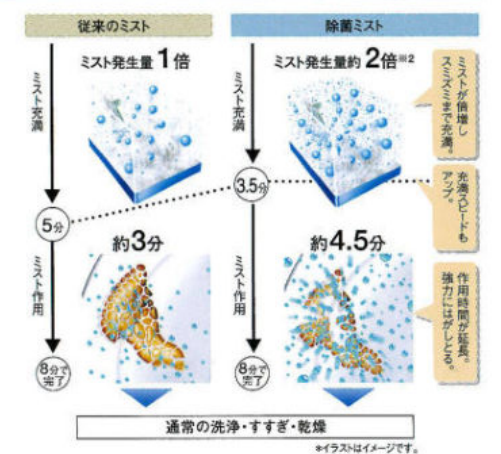 従来のミスト
除菌ミスト
ミスト発生量1倍
ミスト発生量約2倍※2
ミスト充満
ミスト充満
ミストが倍増し
スミズミまで充満。
5分
3.5分
充満スピードも
アップ。
約3分
約4.5分
ミスト作用
ミスト作用
作用時間が延長。
強力にはがしとる。
8分で
完了
8分で
完了
通常の洗浄・すすぎ・乾燥
*イラストはイメージです。